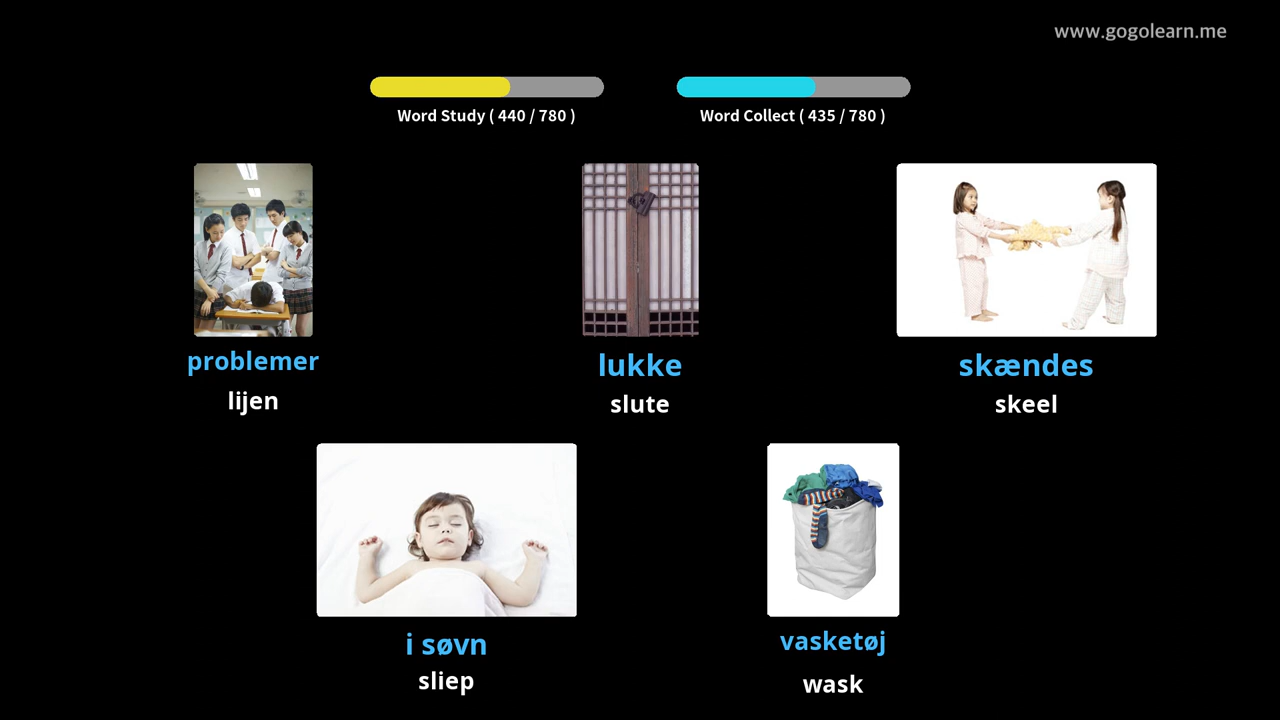 www.gogolearn.me
Word Study ( 440 / 780 )
Word Collect ( 435 / 780 )
problemer
lijen
lukke
slute
skændes
skeel
i søvn
sliep
vasketøj
wask